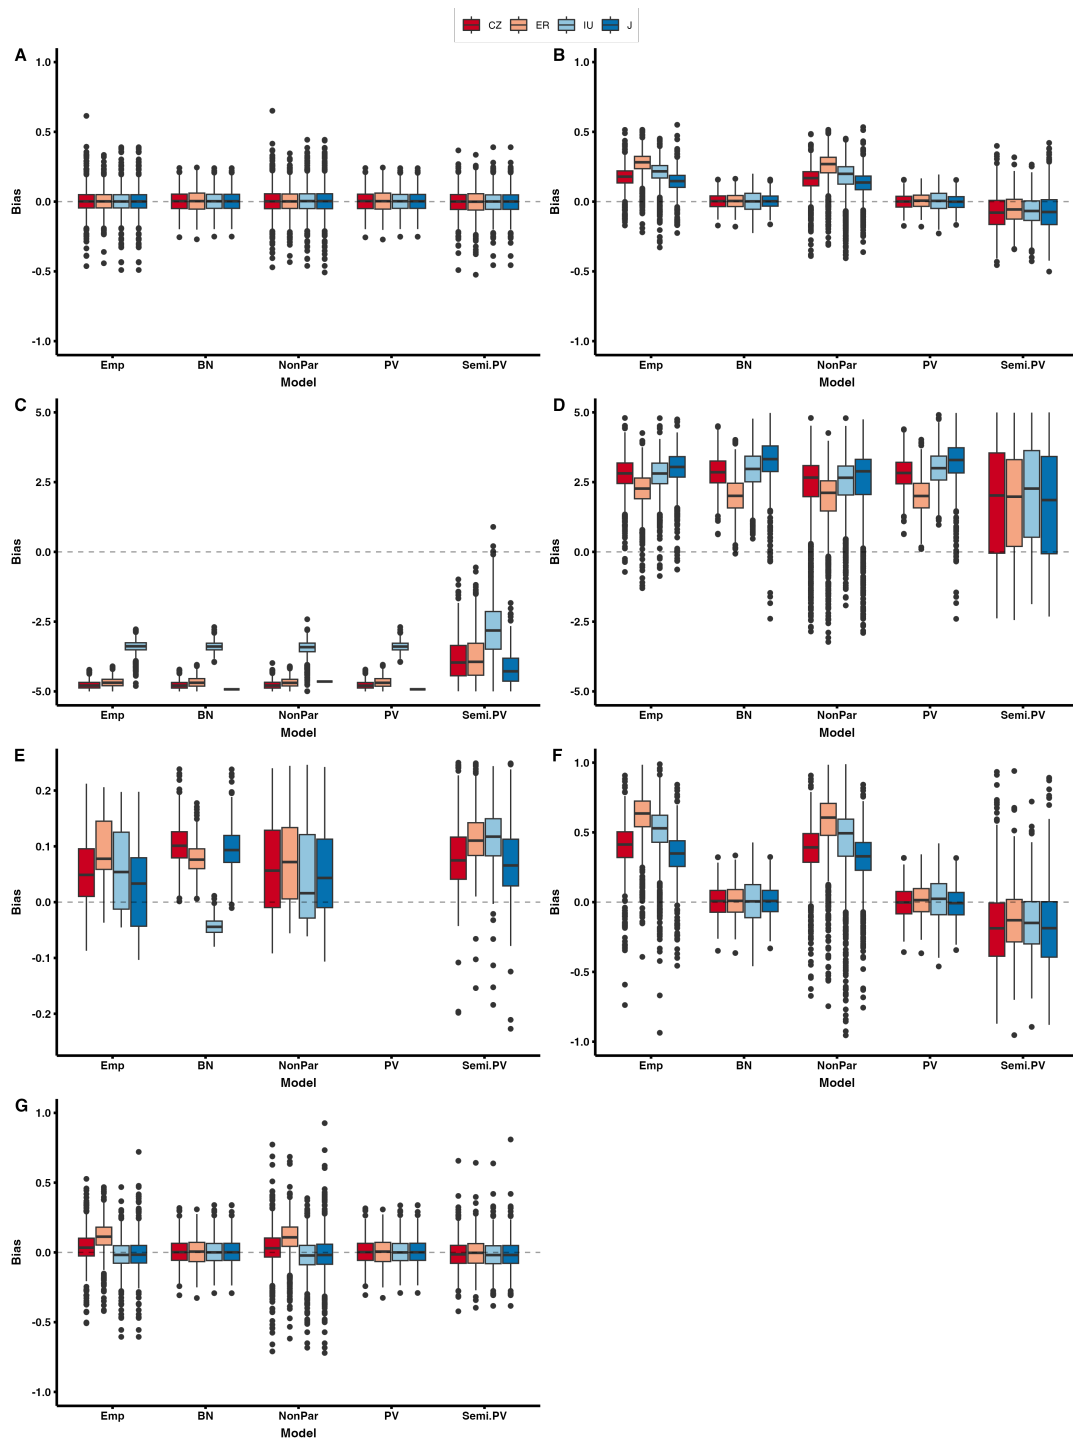 CZ ER IU J
A
1.0
0.5
0.0
-0.5
-1.0
Bias
Emp BN NonPar PV Semi.PV
Model
B
1.0
0.5
0.0
-0.5
-1.0
Bias
Emp BN NonPar PV Semi.PV
Model
C
5.0
2.5
0.0
-2.5
-5.0
Bias
Emp BN NonPar PV Semi.PV
Model
D
5.0
2.5
0.0
-2.5
-5.0
Bias
Emp BN NonPar PV Semi.PV
Model
E
0.2
0.1
0.0
-0.1
-0.2
Bias
Emp BN NonPar PV Semi.PV
Model
F
1.0
0.5
0.0
-0.5
-1.0
Bias
Emp BN NonPar PV Semi.PV
Model
G
1.0
0.5
0.0
-0.5
-1.0
Bias
Emp BN NonPar PV Semi.PV
Model